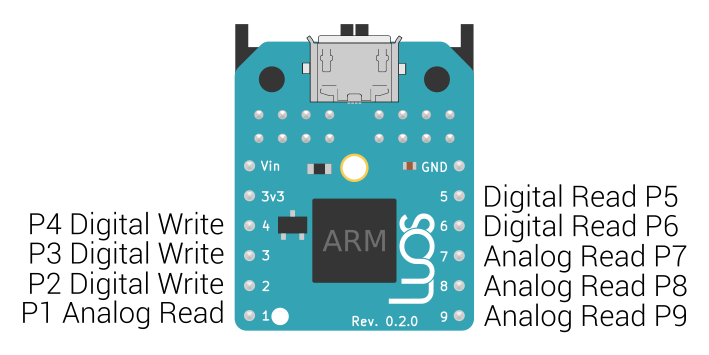 Vin GND
3v3 5 Digital Read P5
P4 Digital Write 4 6 Digital Read P6
P3 Digital Write 3 ARM 7 Analog Read P7
P2 Digital Write 2 luos 8 Analog Read P8
P1 Analog Read 1 Rev. 0.2.0 9 Analog Read P9